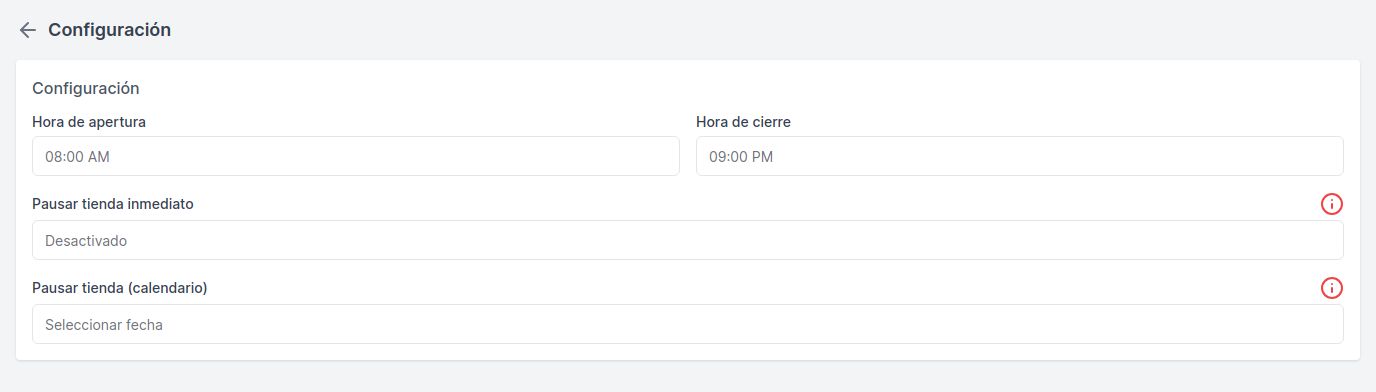 Configuración
Configuración
Hora de apertura
Hora de cierre
08:00 AM
09:00 PM
Pausar tienda inmediato
Desactivado
Pausar tienda (calendario)
Seleccionar fecha